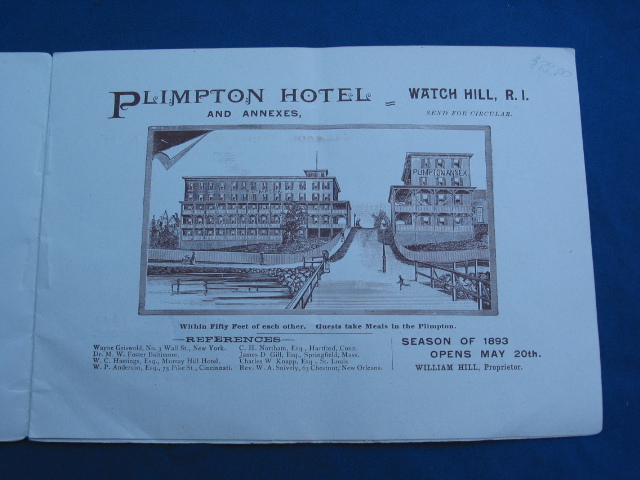 PLIMPTON HOTEL
AND ANNEXES,
= WATCH HILL, R. I.
SEND FOR CIRCULAR.
PLIMPTON ANNEX
Within Fifty Feet of each other. Guests take Meals in the Plimpton.
—REFERENCES—
Wayne Griswold, No. 3 Wall St., New York.
Dr. M. W. Foster Baltimore.
W. C. Hastings, Esq., Murray Hill Hotel.
W. P. Anderson, Esq., 75 Pike St., Cincinnati.
C. H. Northam, Esq., Hartford, Conn.
James D. Gill, Esq., Springfield, Mass.
Charles W. Knapp, Esq., St. Louis
Rev. W. A. Snively, 63 Chestnut, New Orleans.
SEASON OF 1893
OPENS MAY 20th.
WILLIAM HILL, Proprietor.